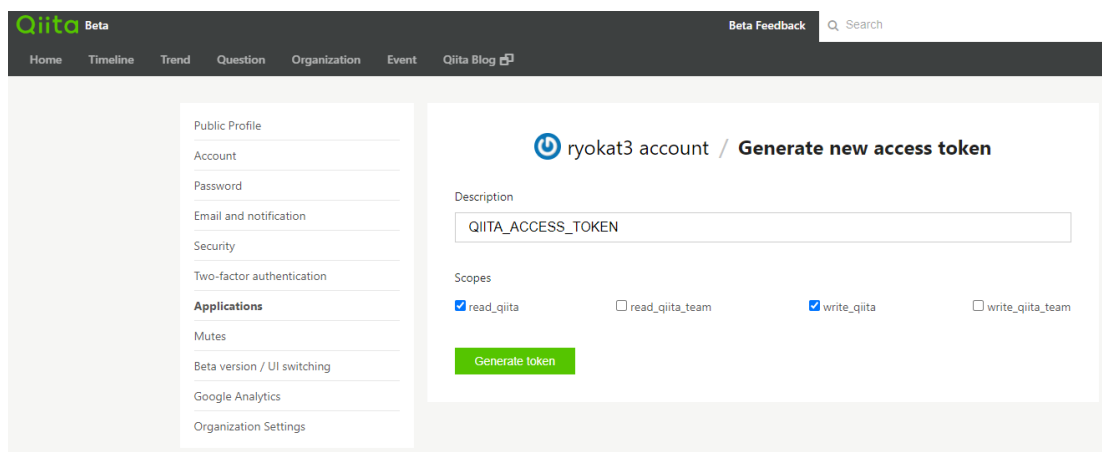 Qiita Beta
Beta Feedback
Search
Home Timeline Trend Question Organization Event Qiita Blog
Public Profile
Account
Password
Email and notification
Security
Two-factor authentication
Applications
Mutes
Beta version / UI switching
Google Analytics
Organization Settings
ryokat3 account / Generate new access token
Description
QIITA_ACCESS_TOKEN
Scopes
read_qiita read_qiita_team write_qiita write_qiita_team
Generate token